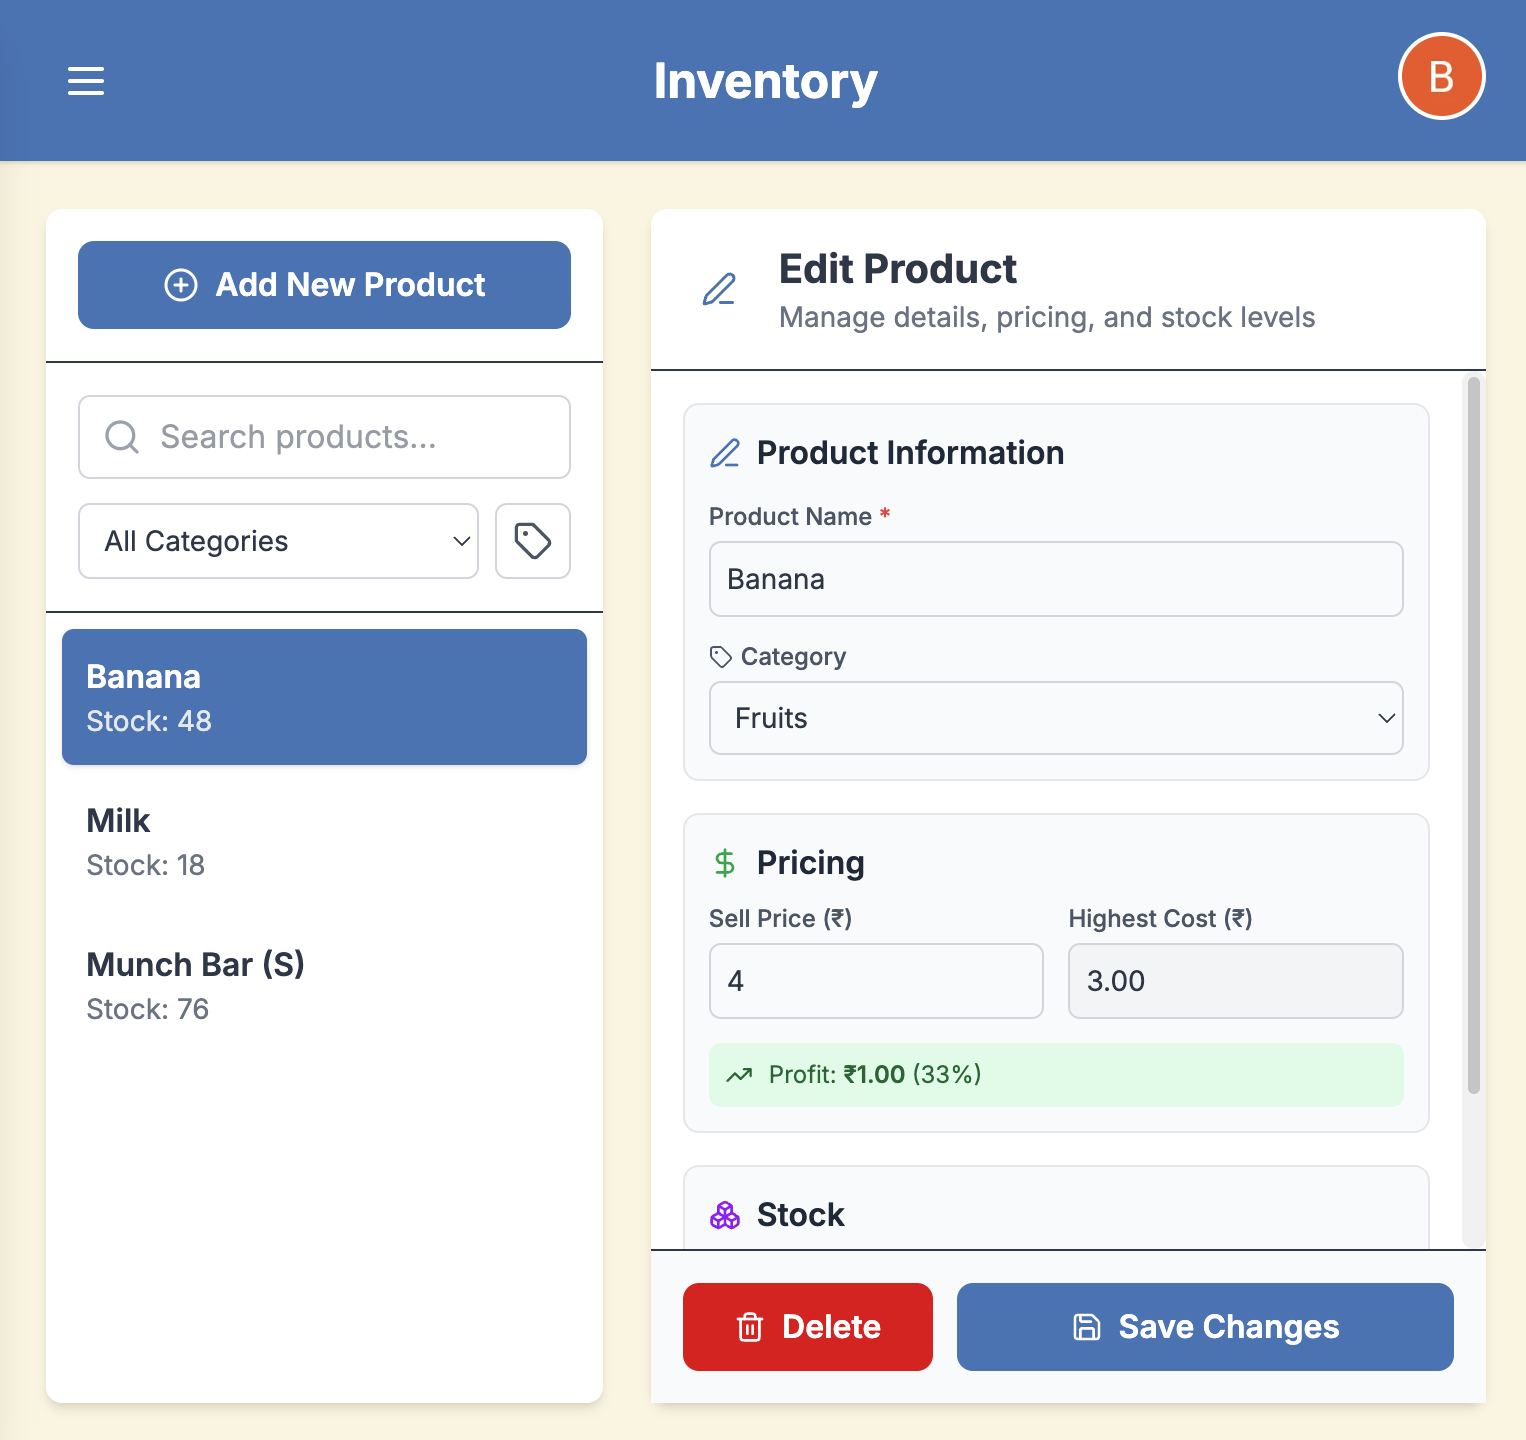 Inventory
B
Add New Product
Search products...
All Categories
Banana
Stock: 48
Milk
Stock: 18
Munch Bar (S)
Stock: 76
Edit Product
Manage details, pricing, and stock levels
Product Information
Product Name *
Banana
Category
Fruits
Pricing
Sell Price (₹)
4
Highest Cost (₹)
3.00
Profit: ₹1.00 (33%)
Stock
Delete
Save Changes